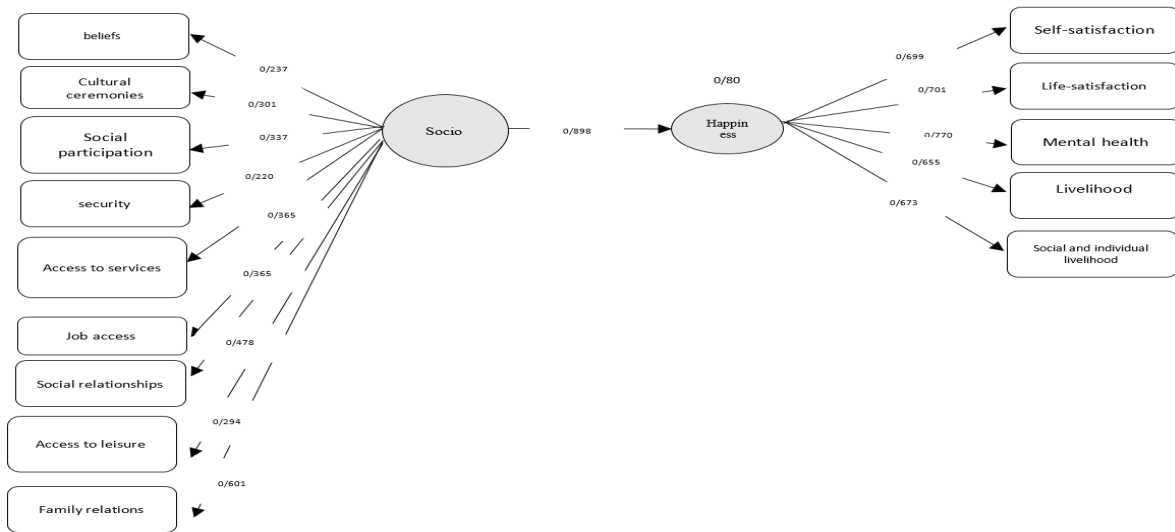 beliefs
Cultural
ceremonies
Social
participation
security
Access to services
Job access
Social relationships
Access to leisure
Family relations
0/237
0/301
0/337
0/220
0/365
0/365
0/478
0/294
0/601
Socio
0/898
0/80
Happin
ess
0/699
0/701
0/770
0/655
0/673
Self-satisfaction
Life-satisfaction
Mental health
Livelihood
Social and individual
livelihood